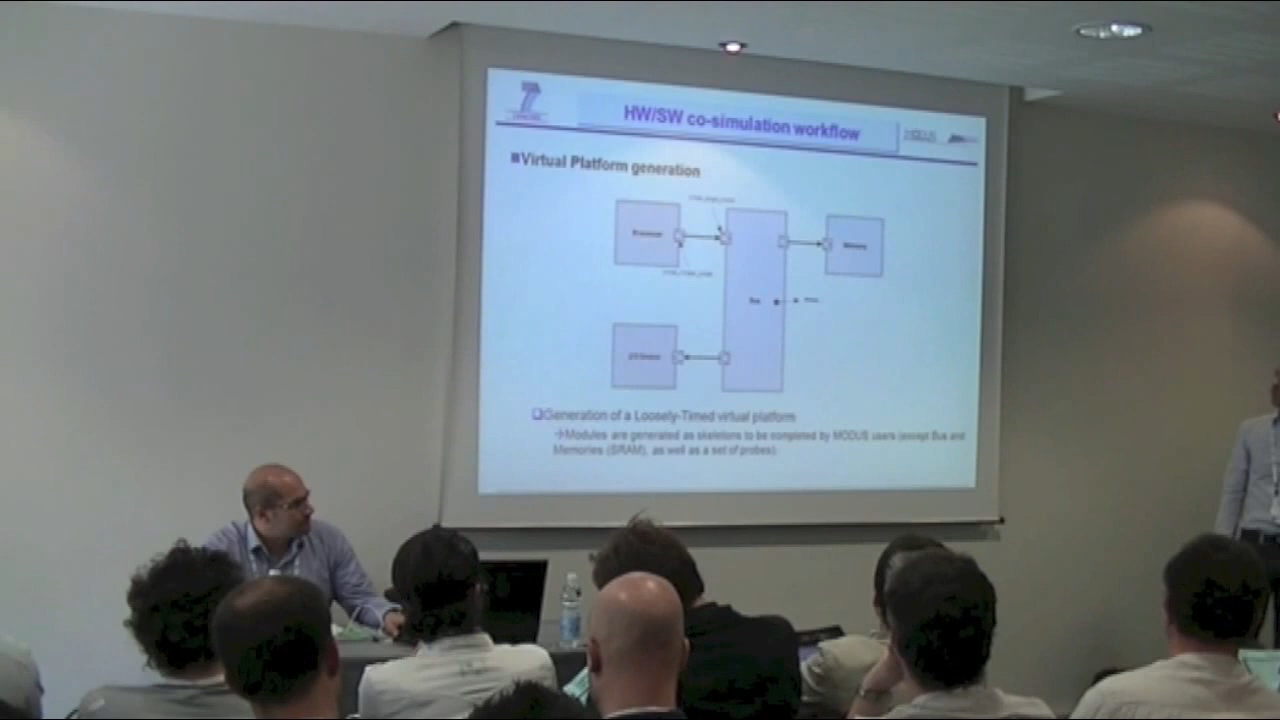 HW/SW co-simulation workflow
MODUS
Virtual Platform generation
Processor
Memory
Bus
Generation of a Loosely-Timed virtual platform
Modules are generated as skeletons to be completed by MODUS users (except Bus and
Memories (SRAM), as well as a set of probes).